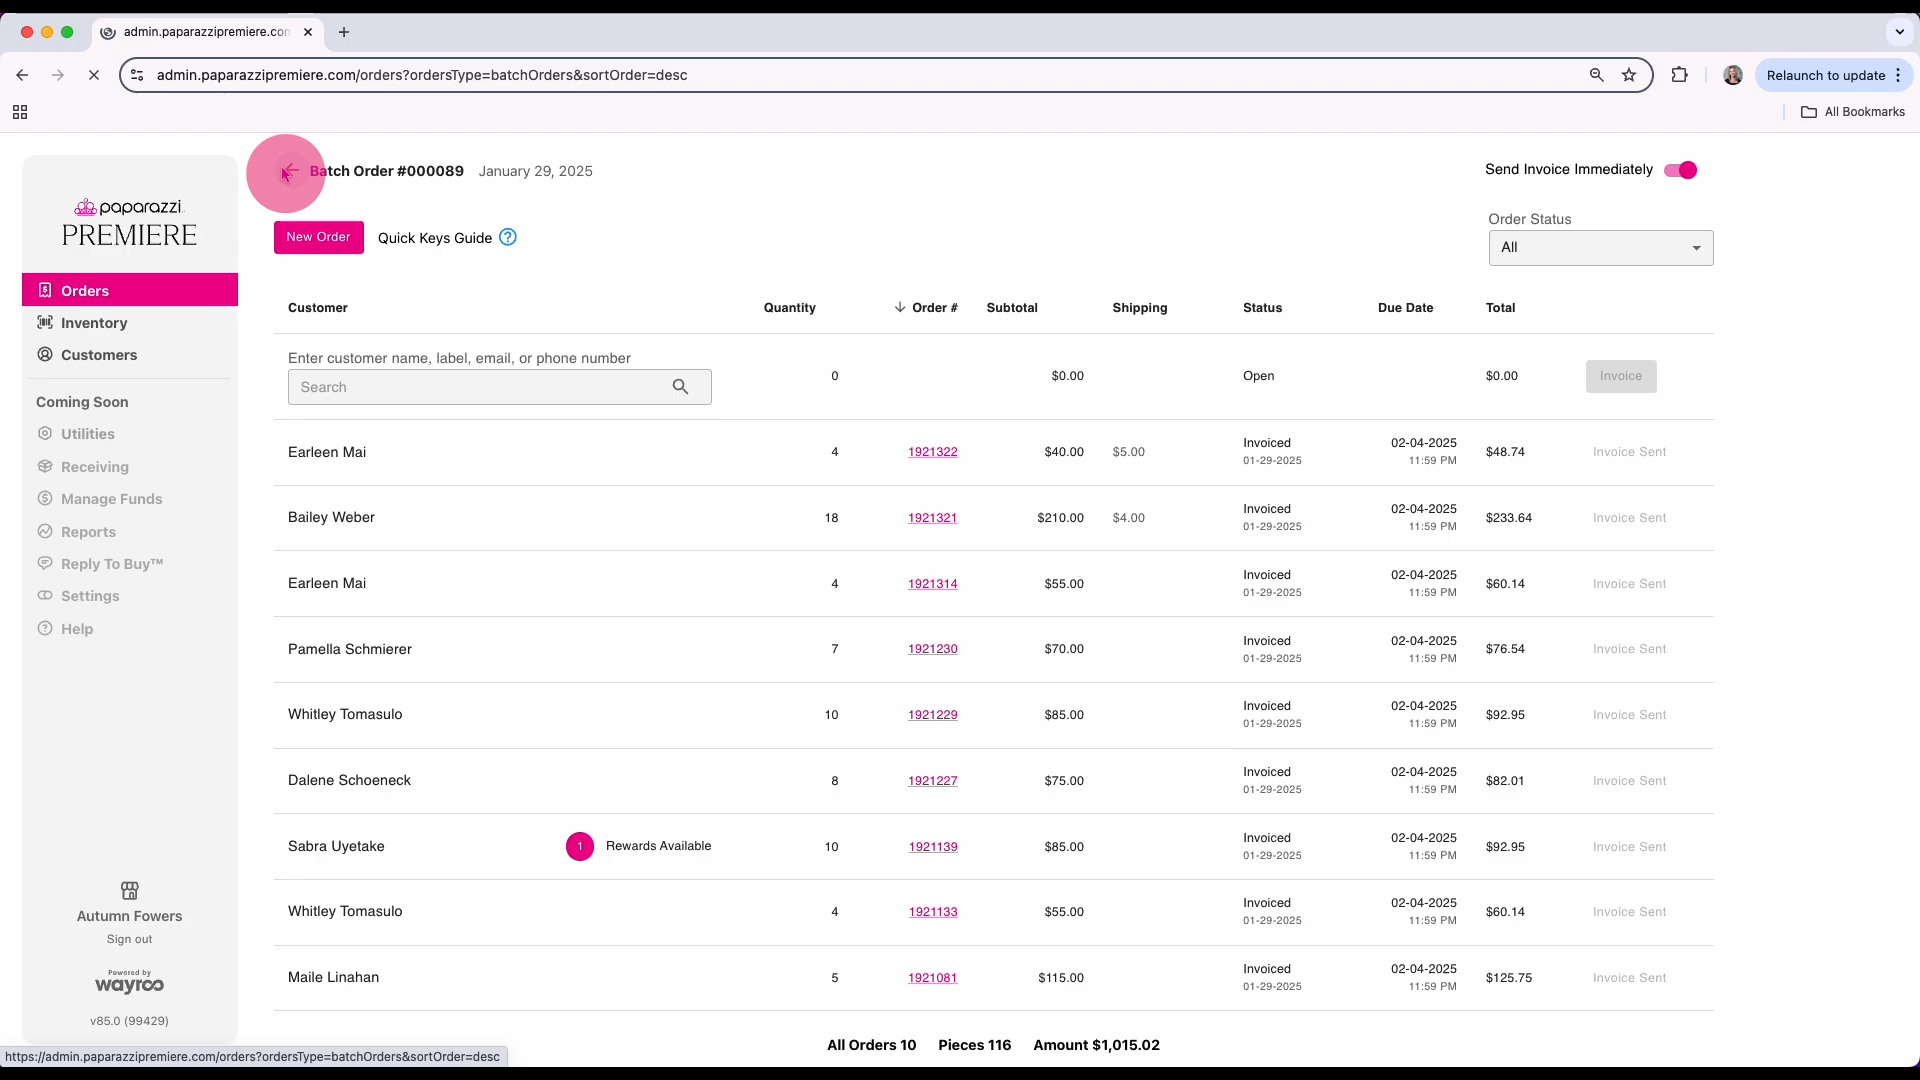 admin.paparazzipremiere.con
admin.paparazzipremiere.com/orders?ordersType=batchOrders&sortOrder=desc
Relaunch to update
All Bookmarks
paparazzi
PREMIERE
Orders
Inventory
Customers
Coming Soon
Utilities
Receiving
Manage Funds
Reports
Reply To Buy™
Settings
Help
Autumn Fowers
Sign out
Powered by
wayroo
v85.0 (99429)
https://admin.paparazzipremiere.com/orders?ordersType=batchOrders&sortOrder=desc
Batch Order #000089 January 29, 2025
Send Invoice Immediately
New Order Quick Keys Guide ?
Order Status
All
Customer Quantity Order # Subtotal Shipping Status Due Date Total
Enter customer name, label, email, or phone number
Search 0 $0.00 Open $0.00 Invoice
Earleen Mai 4 1921322 $40.00 $5.00 Invoiced 02-04-2025 $48.74 Invoice Sent
01-29-2025 11:59 PM
Bailey Weber 18 1921321 $210.00 $4.00 Invoiced 02-04-2025 $233.64 Invoice Sent
01-29-2025 11:59 PM
Earleen Mai 4 1921314 $55.00 Invoiced 02-04-2025 $60.14 Invoice Sent
01-29-2025 11:59 PM
Pamella Schmierer 7 1921230 $70.00 Invoiced 02-04-2025 $76.54 Invoice Sent
01-29-2025 11:59 PM
Whitley Tomasulo 10 1921229 $85.00 Invoiced 02-04-2025 $92.95 Invoice Sent
01-29-2025 11:59 PM
Dalene Schoeneck 8 1921227 $75.00 Invoiced 02-04-2025 $82.01 Invoice Sent
01-29-2025 11:59 PM
Sabra Uyetake 1 Rewards Available 10 1921139 $85.00 Invoiced 02-04-2025 $92.95 Invoice Sent
01-29-2025 11:59 PM
Whitley Tomasulo 4 1921133 $55.00 Invoiced 02-04-2025 $60.14 Invoice Sent
01-29-2025 11:59 PM
Maile Linahan 5 1921081 $115.00 Invoiced 02-04-2025 $125.75 Invoice Sent
01-29-2025 11:59 PM
All Orders 10 Pieces 116 Amount $1,015.02